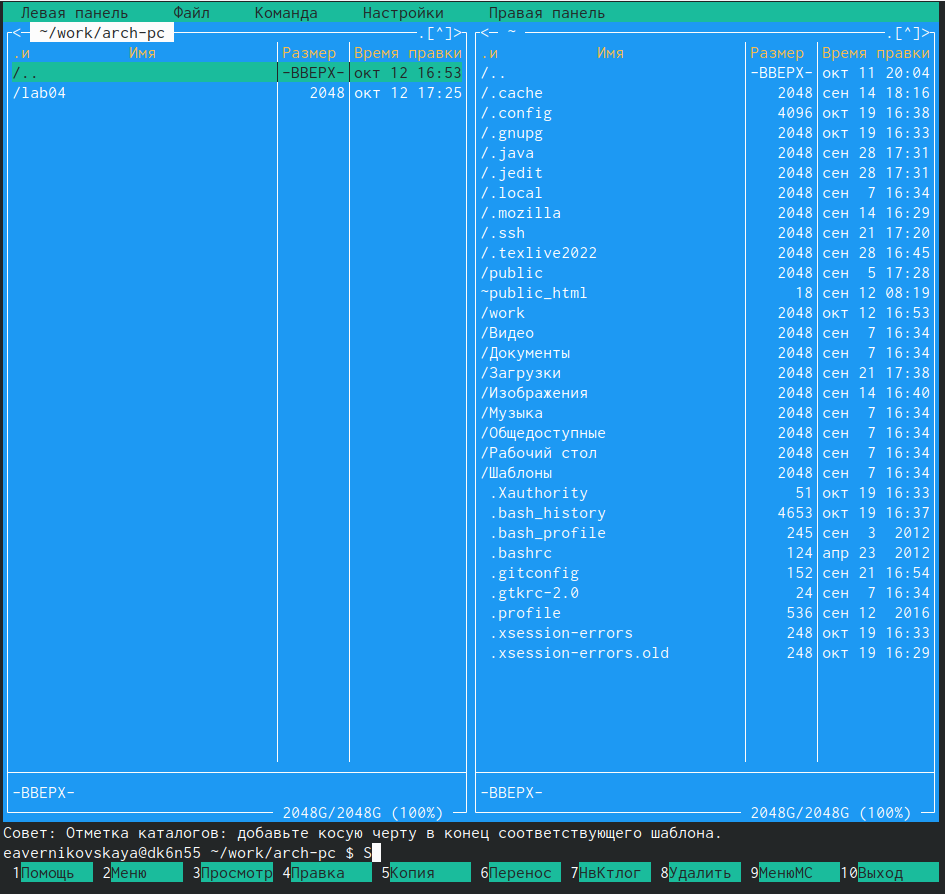 Левая панель Файл Команда Настройки Правая панель
<─ ~/work/arch-pc .[^]>
.и Имя Размер Время правки
/.. -ВВЕРХ- окт 12 16:53
/lab04 2048 окт 12 17:25
-ВВЕРХ-
2048G/2048G (100%)
<─ ~ .[^]>
.и Имя Размер Время правки
/.. -ВВЕРХ- окт 11 20:04
/.cache 2048 сен 14 18:16
/.config 4096 окт 19 16:38
/.gnupg 2048 окт 19 16:33
/.java 2048 сен 28 17:31
/.jedit 2048 сен 28 17:31
/.local 2048 сен 7 16:34
/.mozilla 2048 сен 14 16:29
/.ssh 2048 сен 21 17:20
/.texlive2022 2048 сен 28 16:45
/public 2048 сен 5 17:28
~public_html 18 сен 12 08:19
/work 2048 окт 12 16:53
/Видео 2048 сен 7 16:34
/Документы 2048 сен 7 16:34
/Загрузки 2048 сен 21 17:38
/Изображения 2048 сен 14 16:40
/Музыка 2048 сен 7 16:34
/Общедоступные 2048 сен 7 16:34
/Рабочий стол 2048 сен 7 16:34
/Шаблоны 2048 сен 7 16:34
.Xauthority 51 окт 19 16:33
.bash_history 4653 окт 19 16:37
.bash_profile 245 сен 3 2012
.bashrc 124 апр 23 2012
.gitconfig 152 сен 21 16:54
.gtkrc-2.0 24 сен 7 16:34
.profile 536 сен 12 2016
.xsession-errors 248 окт 19 16:33
.xsession-errors.old 248 окт 19 16:29
-ВВЕРХ-
2048G/2048G (100%)
Совет: Отметка каталогов: добавьте косую черту в конец соответствующего шаблона.
eavernikovskaya@dk6n55 ~/work/arch-pc $ S
1Помощь 2Меню 3Просмотр 4Правка 5Копия 6Перенос 7НвКтлог 8Удалить 9МенюMC 10Выход